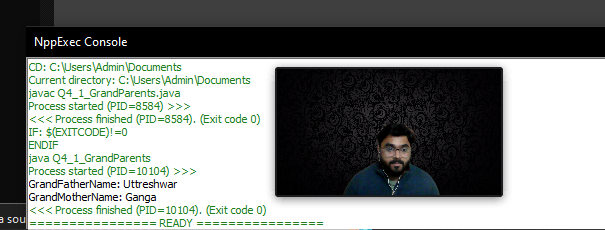 NppExec Console
CD: C:\Users\Admin\Documents
Current directory: C:\Users\Admin\Documents
javac Q4_1_GrandParents.java
Process started (PID=8584) >>>
<<< Process finished (PID=8584). (Exit code 0)
IF: $(EXITCODE)!=0
ENDIF
java Q4_1_GrandParents
Process started (PID=10104) >>>
GrandFatherName: Uttreshwar
GrandMotherName: Ganga
<<< Process finished (PID=10104). (Exit code 0)
================ READY ================
a sou